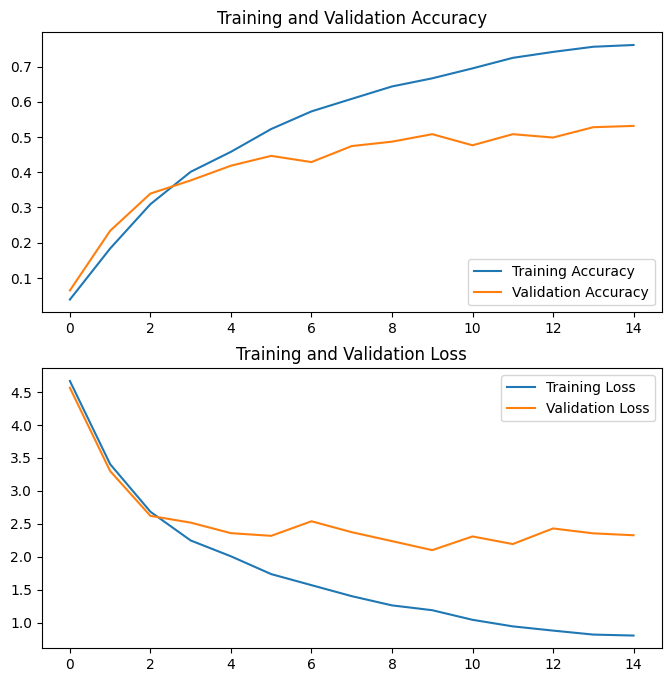 Training and Validation Accuracy
0.7
0.6
0.5
0.4
0.3
0.2
0.1
Training Accuracy
Validation Accuracy
0 2 4 6 8 10 12 14
Training and Validation Loss
4.5
4.0
3.5
3.0
2.5
2.0
1.5
1.0
Training Loss
Validation Loss
0 2 4 6 8 10 12 14